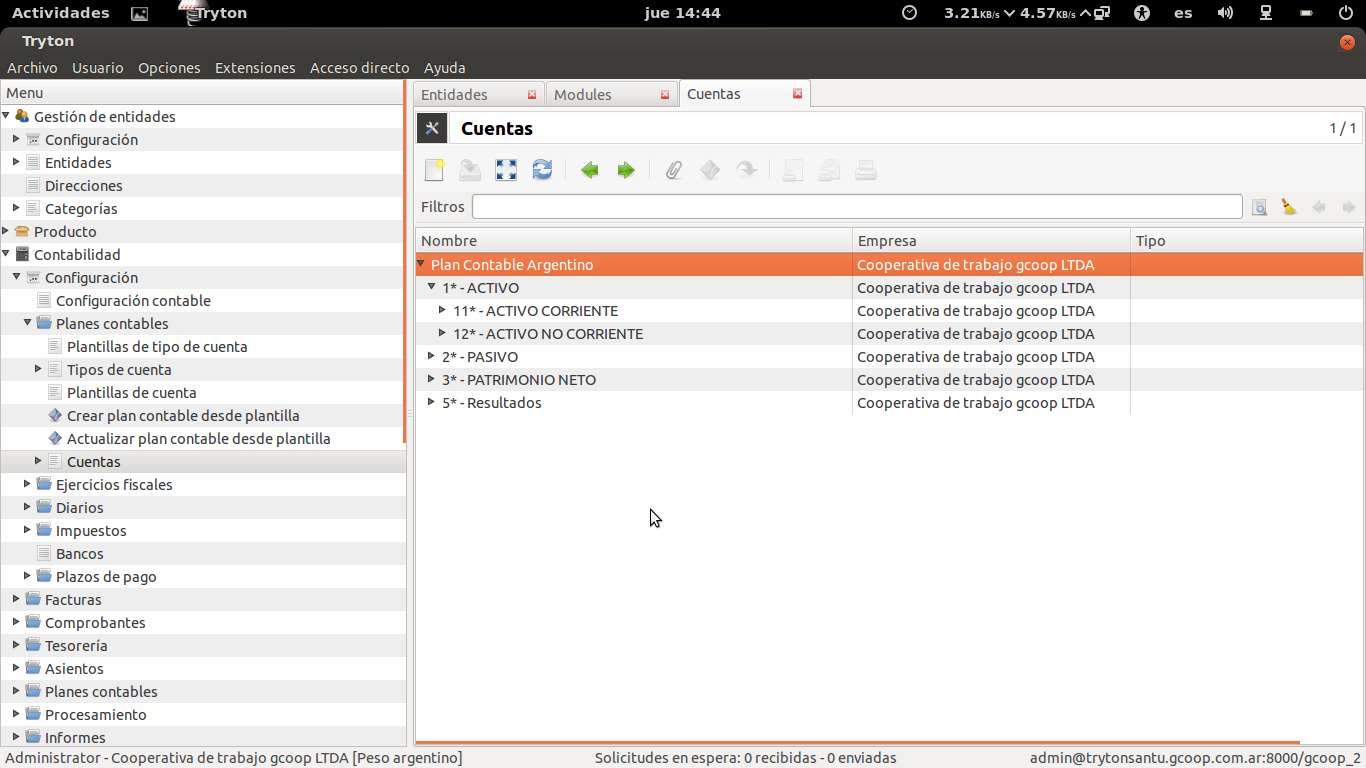 Actividades Tryton jue 14:44 3.21KB/s 4.57KB/s es
Tryton
Archivo Usuario Opciones Extensiones Acceso directo Ayuda
Menu
Gestión de entidades
Configuración
Entidades
Direcciones
Categorías
Producto
Contabilidad
Configuración
Configuración contable
Planes contables
Plantillas de tipo de cuenta
Tipos de cuenta
Plantillas de cuenta
Crear plan contable desde plantilla
Actualizar plan contable desde plantilla
Cuentas
Ejercicios fiscales
Diarios
Impuestos
Bancos
Plazos de pago
Facturas
Comprobantes
Tesorería
Asientos
Planes contables
Procesamiento
Informes
Entidades Modules Cuentas
Cuentas 1 / 1
Filtros
Nombre Empresa Tipo
Plan Contable Argentino Cooperativa de trabajo gcoop LTDA
1* - ACTIVO Cooperativa de trabajo gcoop LTDA
11* - ACTIVO CORRIENTE Cooperativa de trabajo gcoop LTDA
12* - ACTIVO NO CORRIENTE Cooperativa de trabajo gcoop LTDA
2* - PASIVO Cooperativa de trabajo gcoop LTDA
3* - PATRIMONIO NETO Cooperativa de trabajo gcoop LTDA
5* - Resultados Cooperativa de trabajo gcoop LTDA
Administrator - Cooperativa de trabajo gcoop LTDA [Peso argentino] Solicitudes en espera: 0 recibidas - 0 enviadas admin@trytonsantu.gcoop.com.ar:8000/gcoop_2